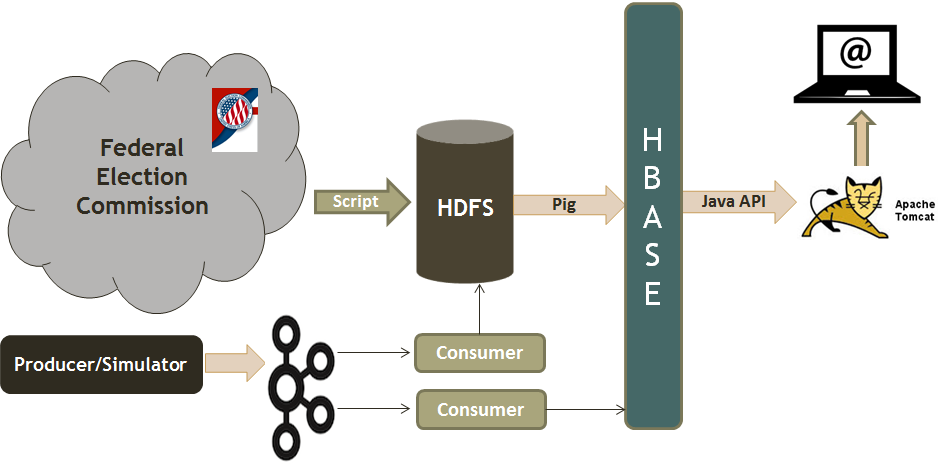 Federal
Election
Commission
Script
HDFS
Pig
H
B
A
S
E
Java API
@
Apache
Tomcat
Producer/Simulator
Consumer
Consumer